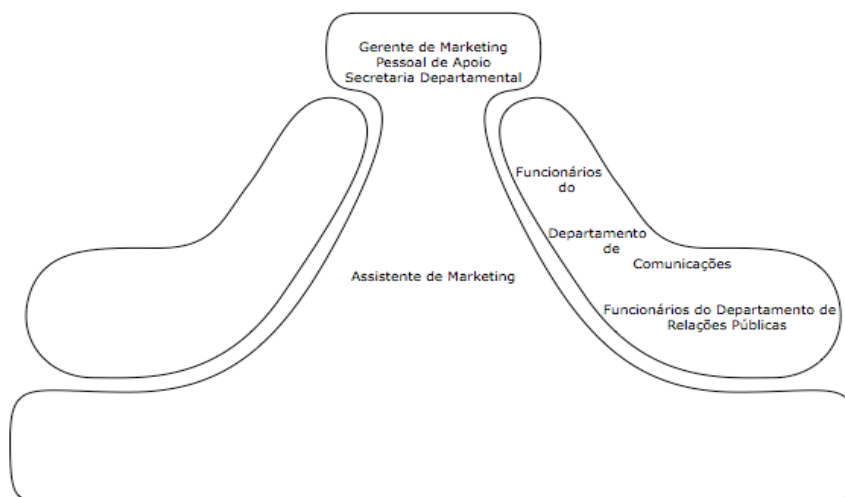 Gerente de Marketing
Pessoal de Apoio
Secretaria Departamental
Funcionários
do
Departamento
de
Comunicações
Assistente de Marketing
Funcionários do Departamento de
Relações Públicas